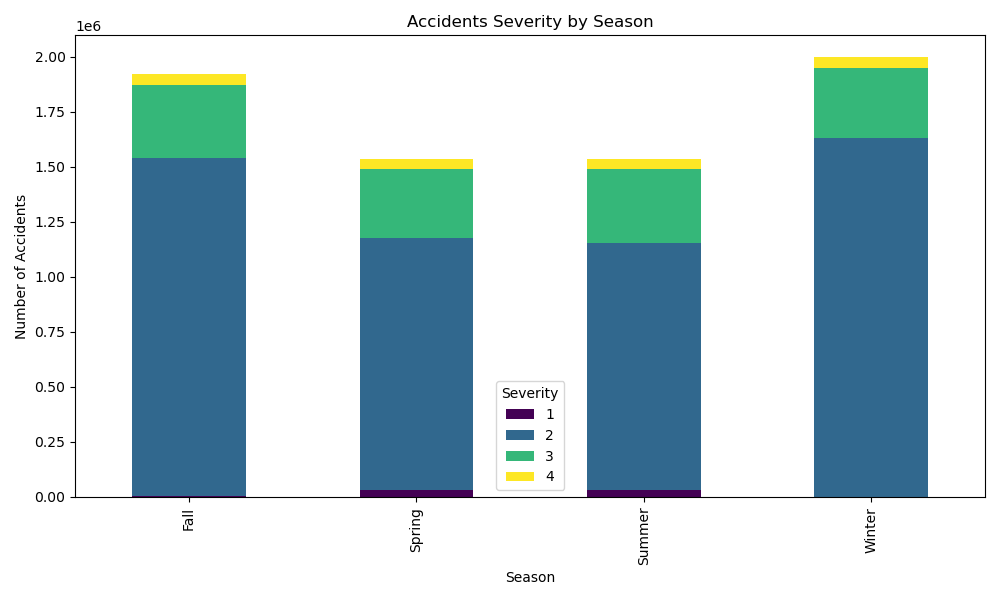 Accidents Severity by Season
1e6
2.00
1.75
1.50
1.25
1.00
0.75
0.50
0.25
0.00
Number of Accidents
Severity
1
2
3
4
Fall
Spring
Summer
Winter
Season